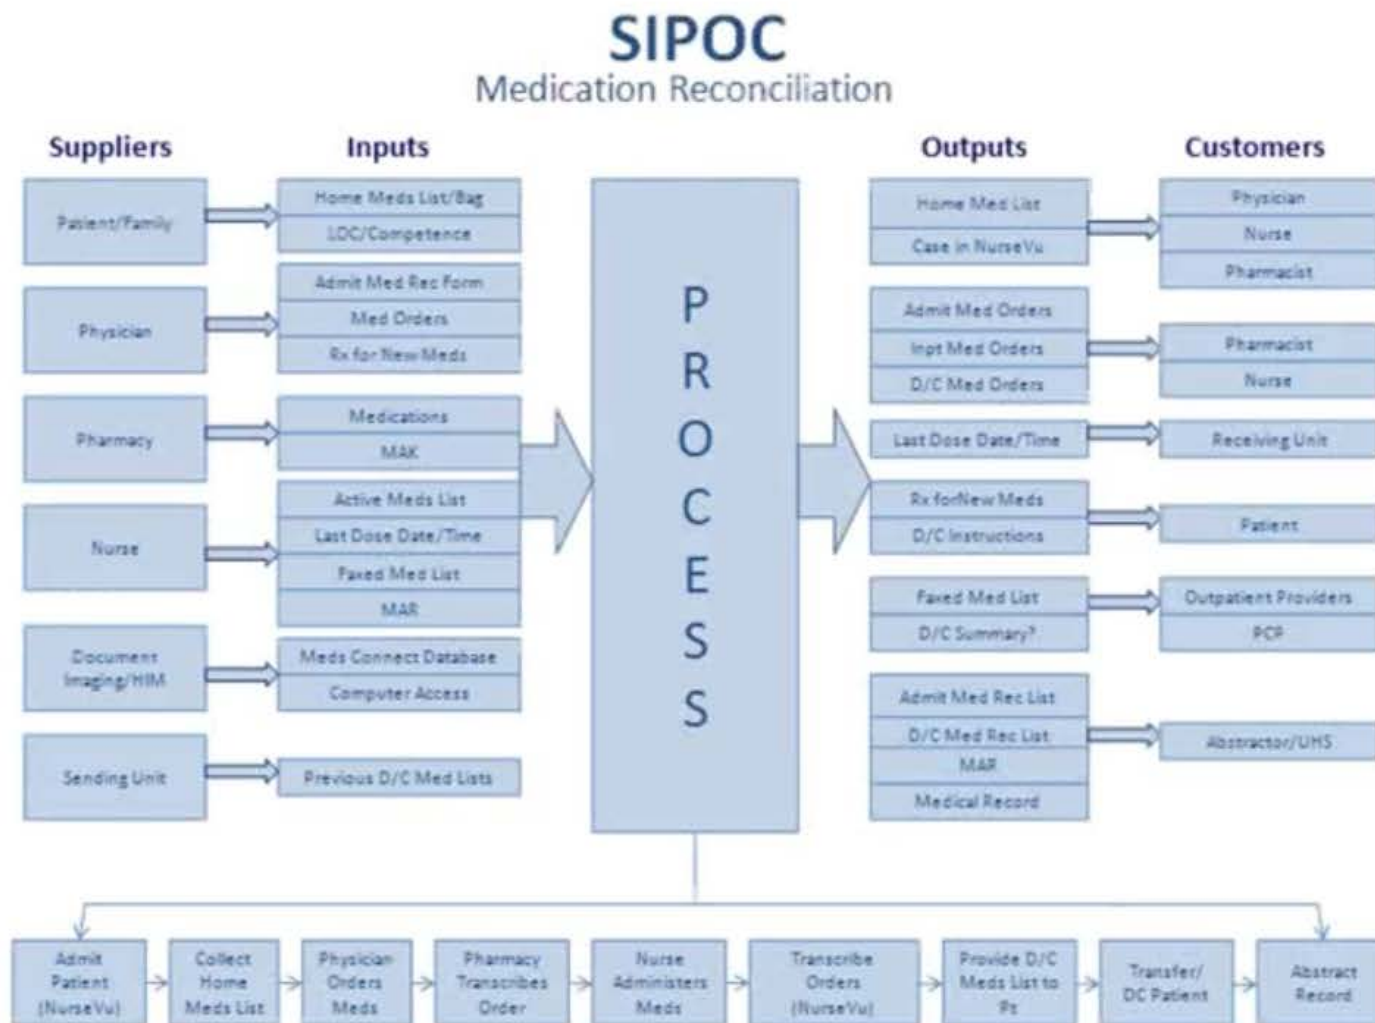 SIPOC
Medication Reconciliation
Suppliers
Inputs
Outputs
Customers
Patient/Family
Home Meds List/Bag
LOC/Competence
Physician
Admit Med Rec Form
Med Orders
Rx for New Meds
Pharmacy
Medications
MAK
Nurse
Active Meds List
Last Dose Date/Time
Faxed Med List
MAR
Document
Imaging/HIM
Meds Connect Database
Computer Access
Sending Unit
Previous D/C Med Lists
P
R
O
C
E
S
S
Home Med List
Case in NurseVu
Physician
Nurse
Pharmacist
Admit Med Orders
Inpt Med Orders
D/C Med Orders
Pharmacist
Nurse
Last Dose Date/Time
Receiving Unit
Rx forNew Meds
D/C Instructions
Patient
Faxed Med List
D/C Summary?
Outpatient Providers
PCP
Admit Med Rec List
D/C Med Rec List
MAR
Medical Record
Abstractor/UHS
Admit
Patient
(NurseVu)
Collect
Home
Meds List
Physician
Orders
Meds
Pharmacy
Transcribes
Order
Nurse
Administers
Meds
Transcribe
Orders
(NurseVu)
Provide D/C
Meds List to
Pt
Transfer/
DC Patient
Abstract
Record